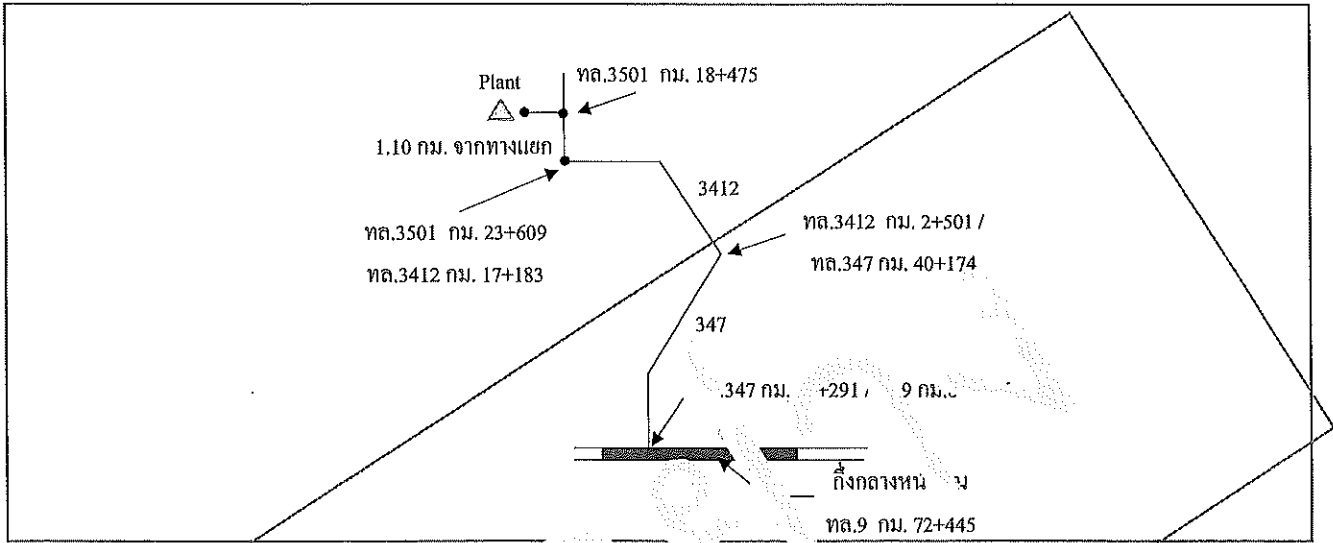 Plant
ทล.3501 กม. 18+475
1.10 กม. จากทางแยก
3412
ทล.3501 กม. 23+609
ทล.3412 กม. 17+183
ทล.3412 กม. 2+501 /
ทล.347 กม. 40+174
347
.347 กม. +291 / 9 กม.
ถึงกลางหน
ทล.9 กม. 72+445